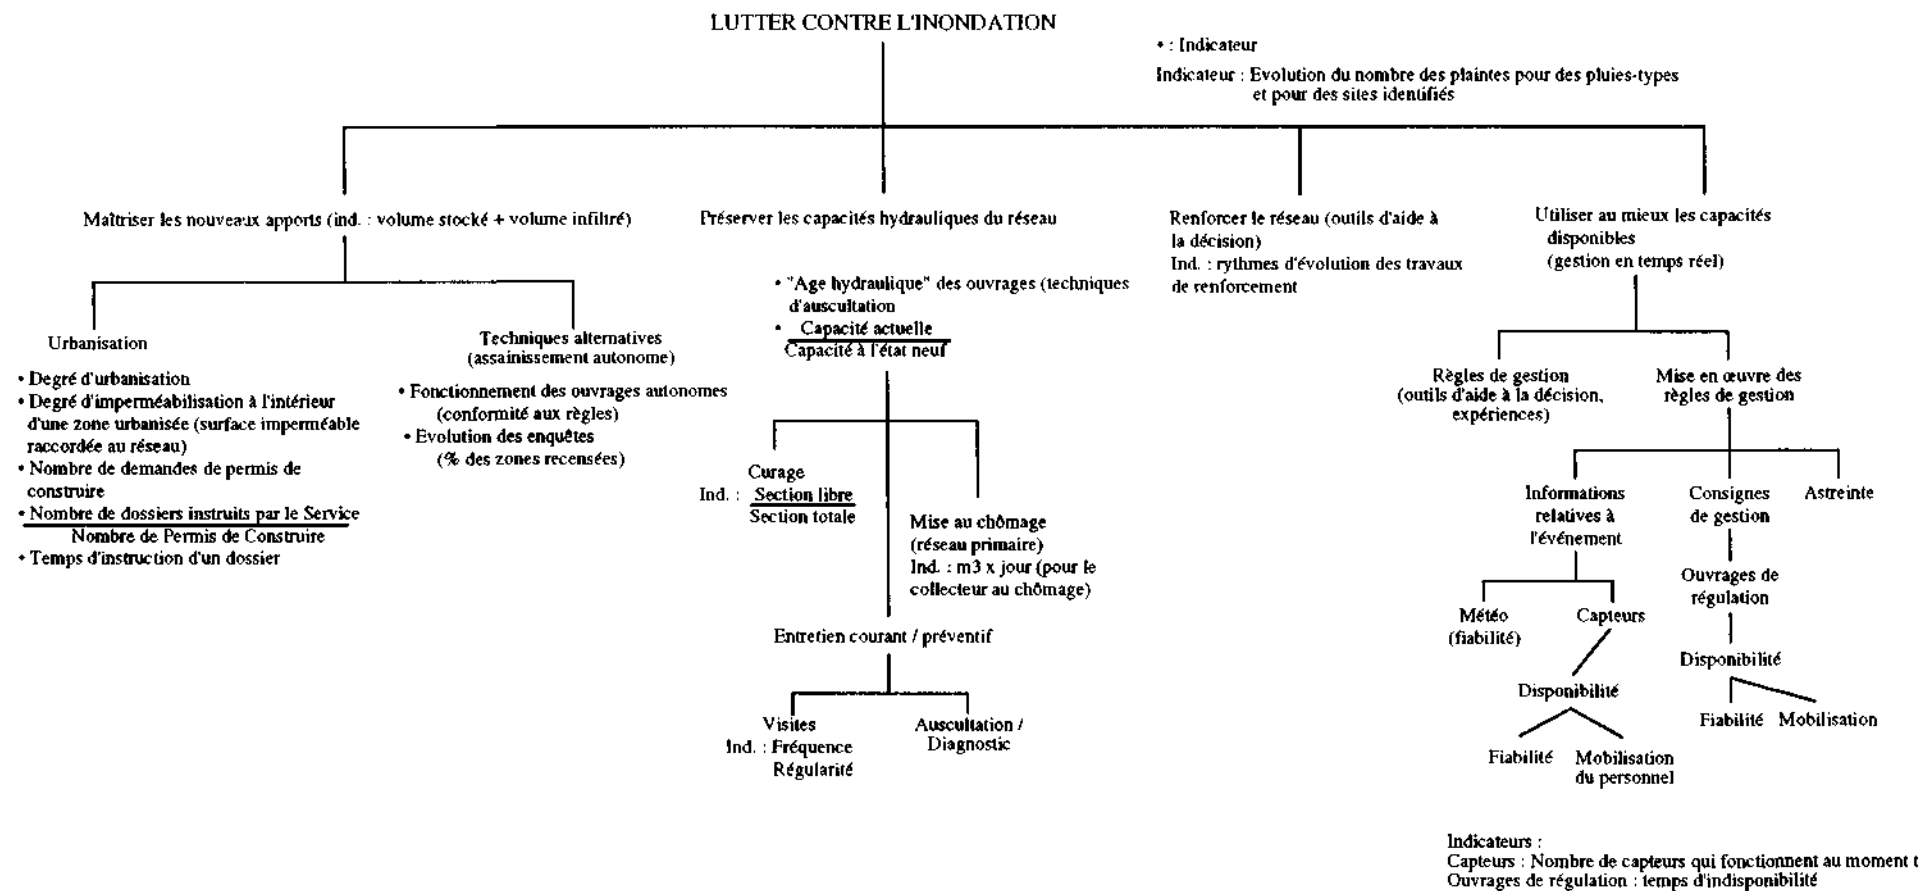 LUTTER CONTRE L'INONDATION
• : Indicateur
Indicateur : Evolution du nombre des plaintes pour des pluies-types
et pour des sites identifiés
Maîtriser les nouveaux apports (ind. : volume stocké + volume infiltré)
Urbanisation
• Degré d'urbanisation
• Degré d'imperméabilisation à l'intérieur
d'une zone urbanisée (surface imperméable
raccordée au réseau)
• Nombre de demandes de permis de
construire
• Nombre de dossiers instruits par le Service
Nombre de Permis de Construire
• Temps d'instruction d'un dossier
Techniques alternatives
(assainissement autonome)
• Fonctionnement des ouvrages autonomes
(conformité aux règles)
• Evolution des enquêtes
(% des zones recensées)
Préserver les capacités hydrauliques du réseau
• "Age hydraulique" des ouvrages (techniques
d'auscultation
• Capacité actuelle
Capacité à l'état neuf
Curage
Ind. : Section libre
Section totale
Mise au chômage
(réseau primaire)
Ind. : m3 x jour (pour le
collecteur au chômage)
Entretien courant / préventif
Visites
Ind. : Fréquence
Régularité
Auscultation /
Diagnostic
Renforcer le réseau (outils d'aide à
la décision)
Ind. : rythmes d'évolution des travaux
de renforcement
Utiliser au mieux les capacités
disponibles
(gestion en temps réel)
Règles de gestion
(outils d'aide à la décision,
expériences)
Mise en œuvre des
règles de gestion
Informations
relatives à
l'événement
Météo
(fiabilité)
Capteurs
Disponibilité
Fiabilité
Mobilisation
du personnel
Consignes
de gestion
Ouvrages de
régulation
Disponibilité
Fiabilité
Mobilisation
Astreinte
Indicateurs :
Capteurs : Nombre de capteurs qui fonctionnent au moment t
Ouvrages de régulation : temps d'indisponibilité